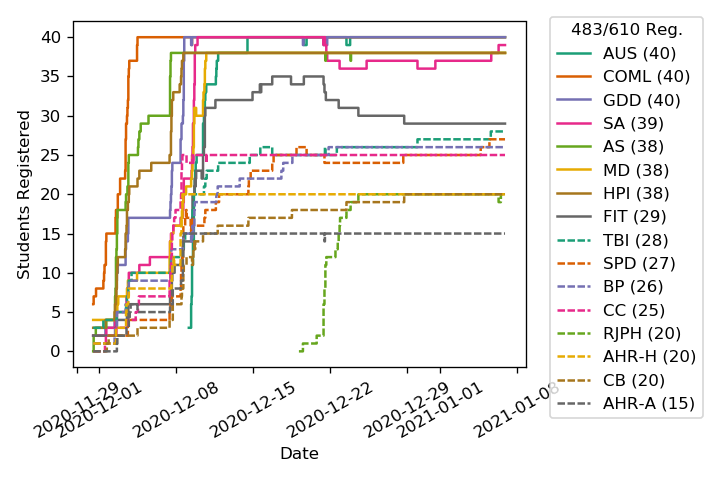 483/610 Reg.
AUS (40)
COML (40)
GDD (40)
SA (39)
AS (38)
MD (38)
HPI (38)
FIT (29)
TBI (28)
SPD (27)
BP (26)
CC (25)
RJPH (20)
AHR-H (20)
CB (20)
AHR-A (15)
Students Registered
40
35
30
25
20
15
10
5
0
2020-11-29
2020-12-01
2020-12-08
2020-12-15
2020-12-22
2020-12-29
2021-01-01
2021-01-08
Date